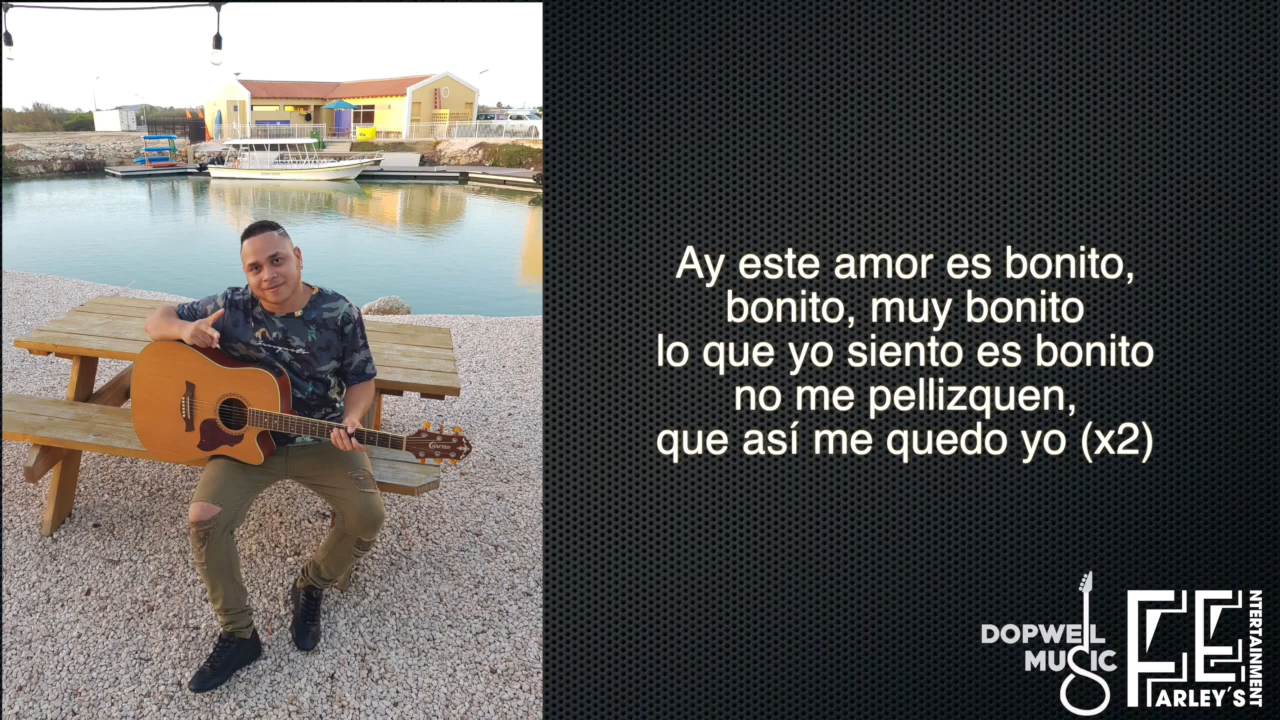 Ay este amor es bonito,
bonito, muy bonito
lo que yo siento es bonito
no me pellizquen,
que así me quedo yo (x2)
DOPWELL
MUSIC
FE
ARLEY´S
NTERTAINMENT